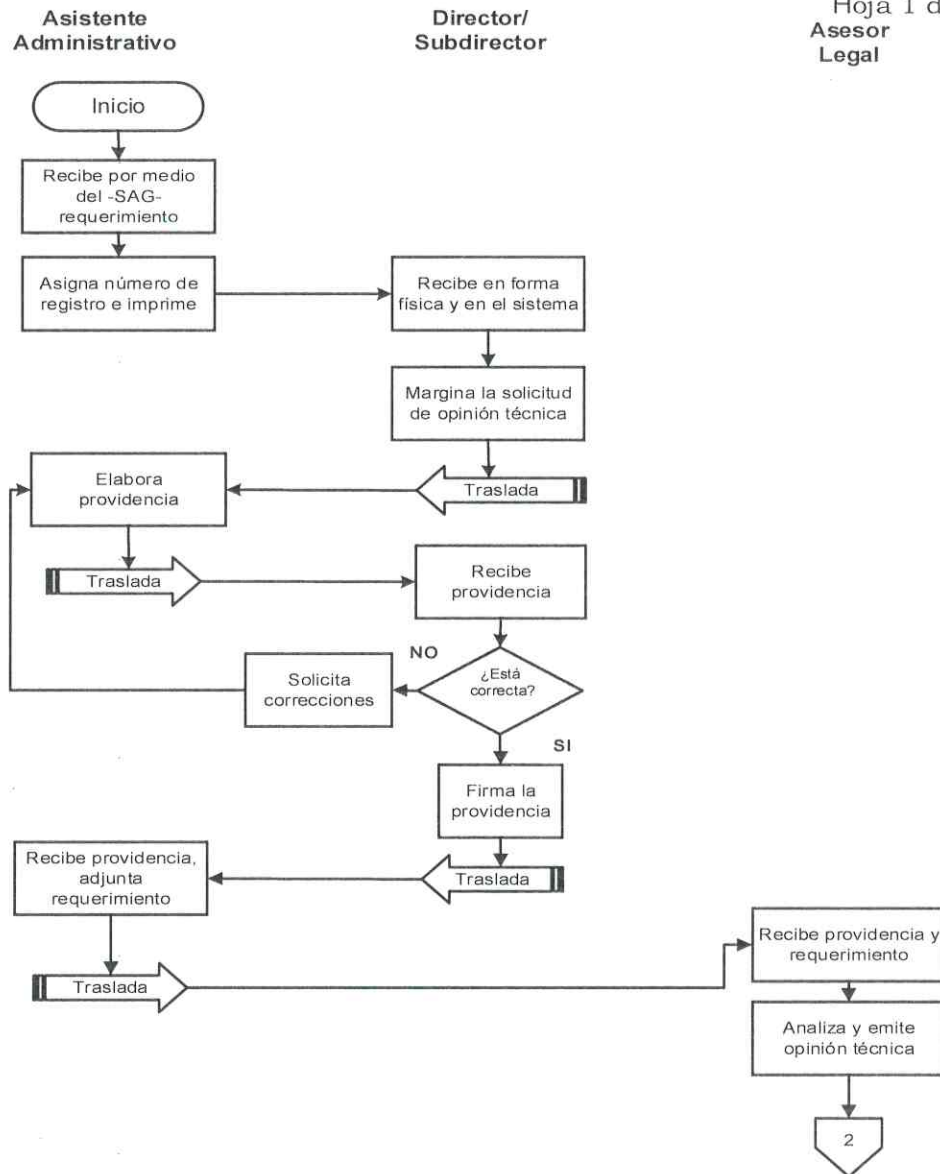 Hoja 1 d
Asistente
Administrativo
Director/
Subdirector
Asesor
Legal
Inicio
Recibe por medio
del -SAG-
requerimiento
Asigna número de
registro e imprime
Recibe en forma
física y en el sistema
Margina la solicitud
de opinión técnica
Traslada
Elabora
providencia
Traslada
Recibe
providencia
¿Está
correcta?
NO
Solicita
correcciones
SI
Firma la
providencia
Traslada
Recibe providencia,
adjunta
requerimiento
Traslada
Recibe providencia y
requerimiento
Analiza y emite
opinión técnica
2